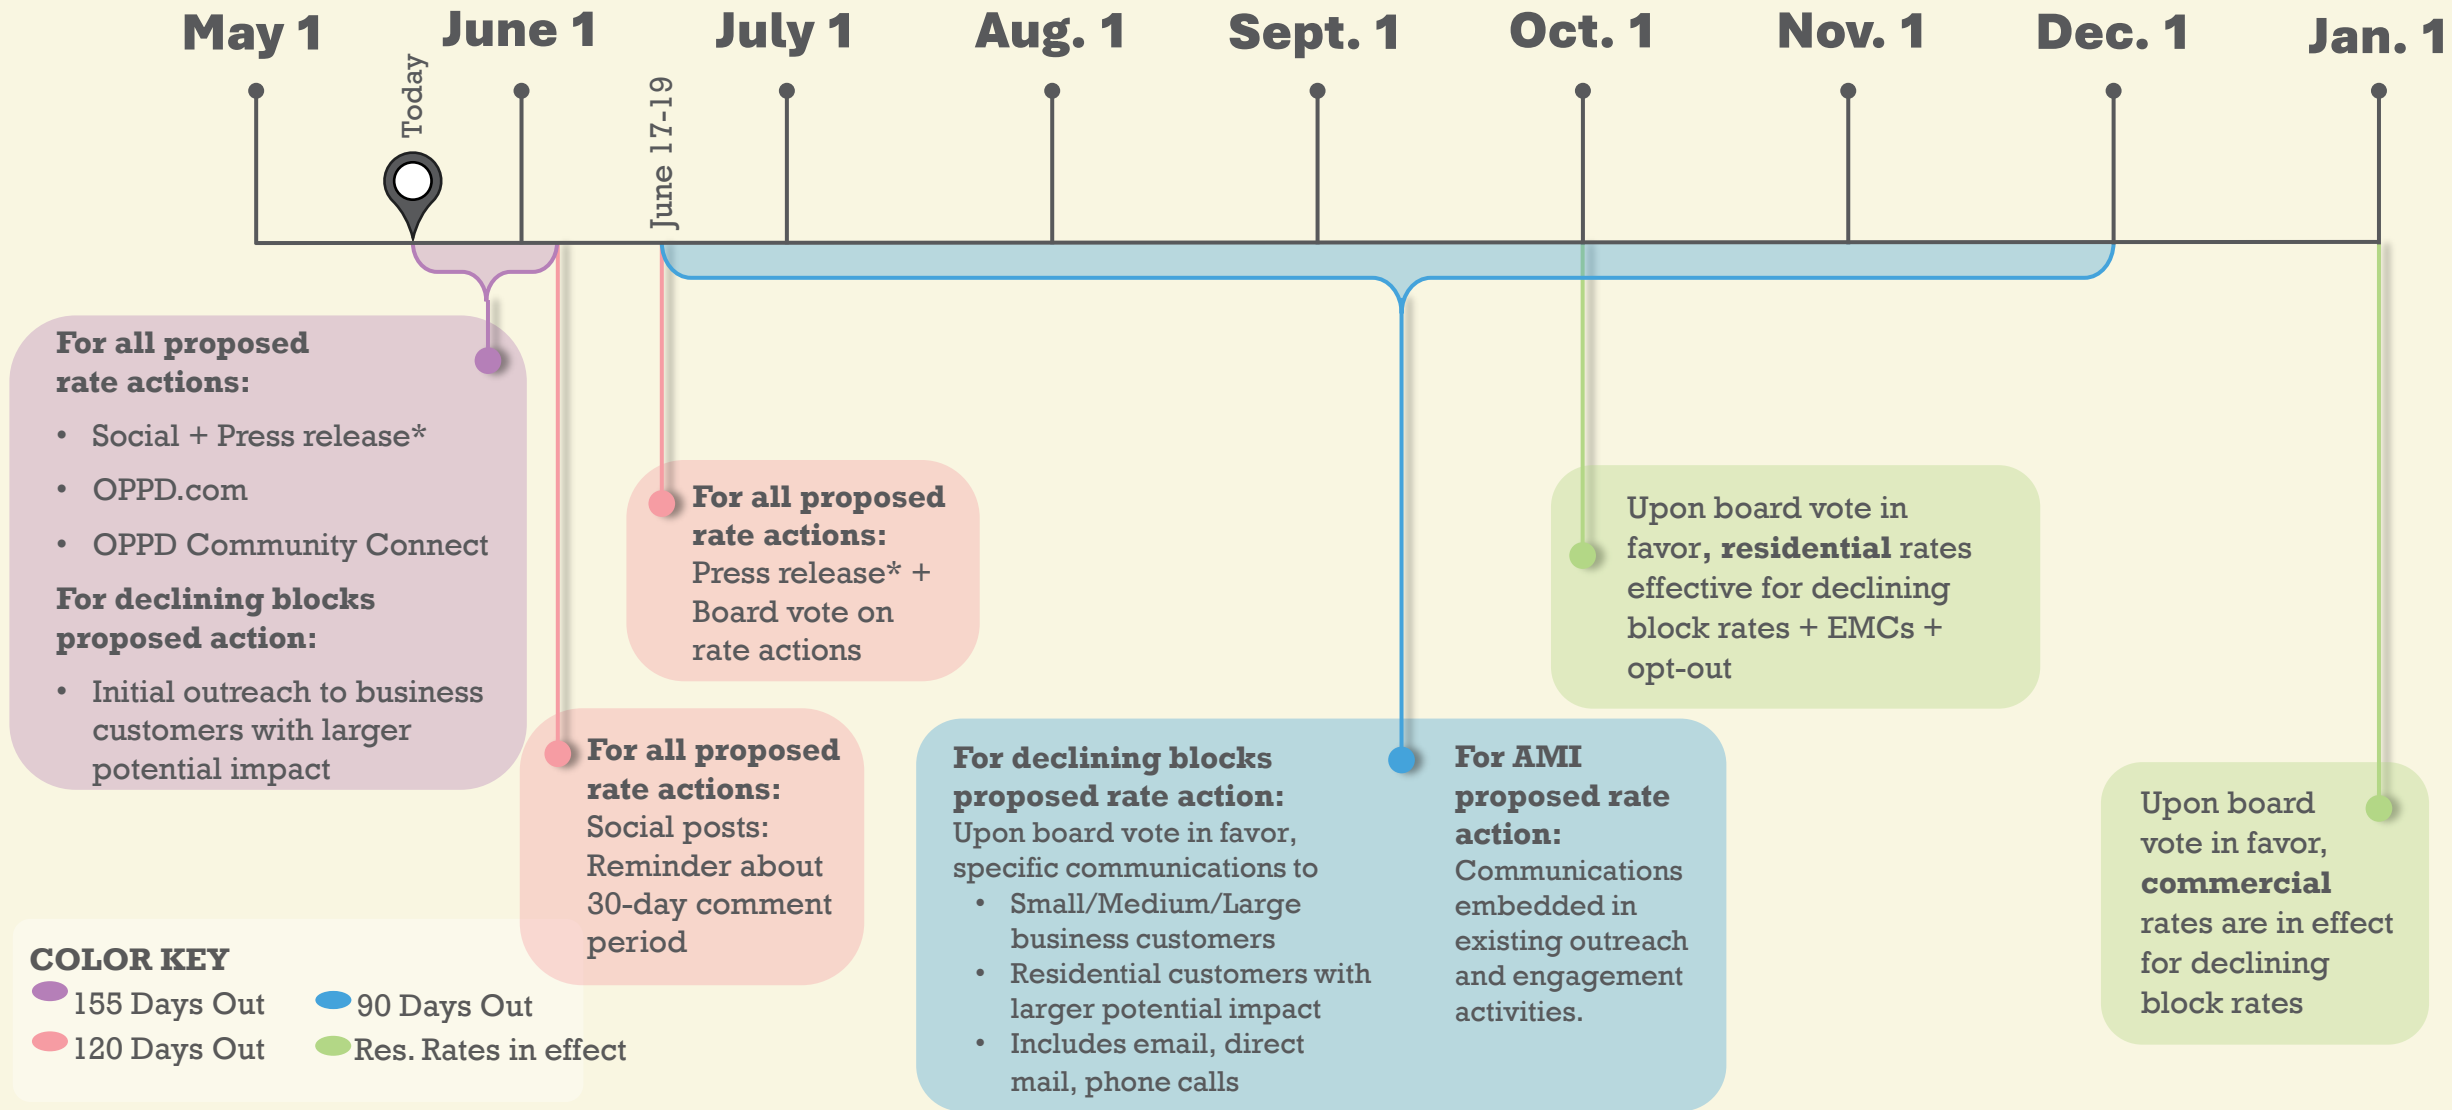 May 1
June 1
July 1
Aug. 1
Sept. 1
Oct. 1
Nov. 1
Dec. 1
Jan. 1
Today
June 17-19
For all proposed
rate actions:
• Social + Press release*
• OPPD.com
• OPPD Community Connect
For declining blocks
proposed action:
• Initial outreach to business
customers with larger
potential impact
For all proposed
rate actions:
Press release* +
Board vote on
rate actions
For all proposed
rate actions:
Social posts:
Reminder about
30-day comment
period
For declining blocks
proposed rate action:
Upon board vote in favor,
specific communications to
• Small/Medium/Large
business customers
• Residential customers with
larger potential impact
• Includes email, direct
mail, phone calls
For AMI
proposed rate
action:
Communications
embedded in
existing outreach
and engagement
activities.
Upon board vote in
favor, residential rates
effective for declining
block rates + EMCs +
opt-out
Upon board
vote in favor,
commercial
rates are in effect
for declining
block rates
COLOR KEY
155 Days Out
120 Days Out
90 Days Out
Res. Rates in effect